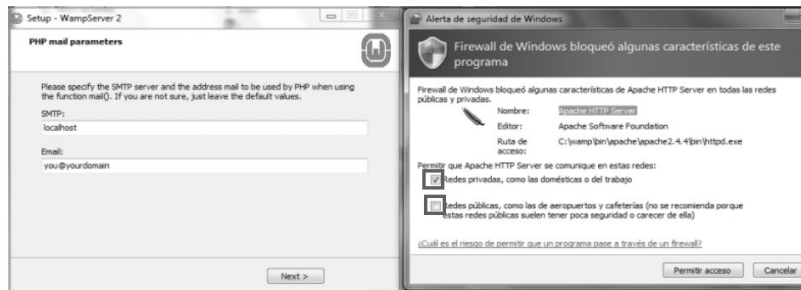 Setup - WampServer 2
PHP mail parameters
Please specify the SMTP server and the address mail to be used by PHP when using
the function mail(). If you are not sure, just leave the default values.
SMTP:
localhost
Email:
you@yourdomain
Next >
Alerta de seguridad de Windows
Firewall de Windows bloqueó algunas características de este
programa
Firewall de Windows bloqueó algunas características de Apache HTTP Server en todas las redes
públicas y privadas.
Nombre: Apache HTTP Server
Editor: Apache Software Foundation
Ruta de C:\wamp\bin\apache\apache2.4.4\bin\httpd.exe
acceso:
Permitir que Apache HTTP Server se comunique en estas redes:
Redes privadas, como las domésticas o del trabajo
Redes públicas, como las de aeropuertos y cafeterías (no se recomienda porque
estas redes públicas suelen tener poca seguridad o carecer de ella)
¿Cuál es el riesgo de permitir que un programa pase a través de un firewall?
Permitir acceso Cancelar